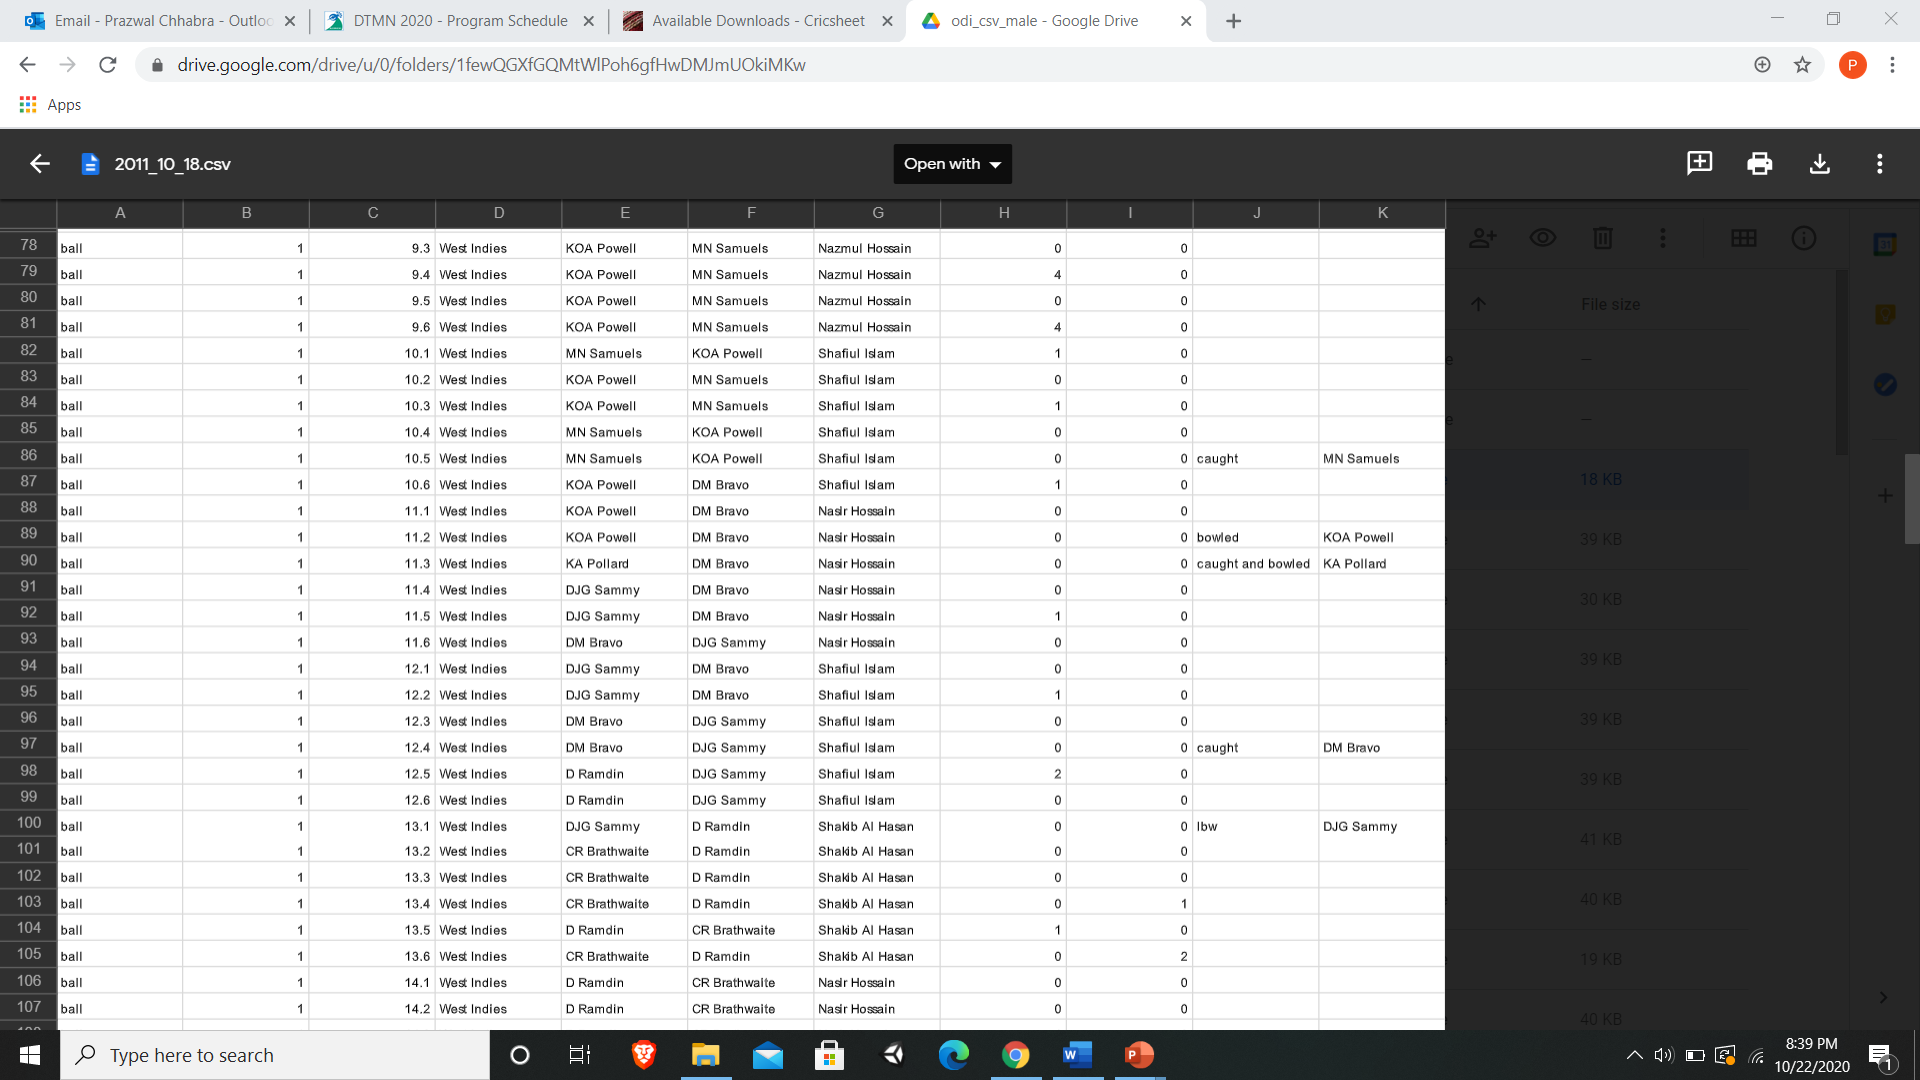 Email - Prazwal Chhabra - Outloo
DTMN 2020 - Program Schedule
Available Downloads - Cricsheet
odi_csv_male - Google Drive
drive.google.com/drive/u/0/folders/1fewQGXfGQMtWlPoh6gfHwDMJmUOkiMKw
P
Apps
2011_10_18.csv
Open with
A B C D E F G H I J K
78 ball 1 9.3 West Indies KOA Powell MN Samuels Nazmul Hossain 0 0
79 ball 1 9.4 West Indies KOA Powell MN Samuels Nazmul Hossain 4 0
80 ball 1 9.5 West Indies KOA Powell MN Samuels Nazmul Hossain 0 0
81 ball 1 9.6 West Indies KOA Powell MN Samuels Nazmul Hossain 4 0
82 ball 1 10.1 West Indies MN Samuels KOA Powell Shafiul Islam 1 0
83 ball 1 10.2 West Indies KOA Powell MN Samuels Shafiul Islam 0 0
84 ball 1 10.3 West Indies KOA Powell MN Samuels Shafiul Islam 1 0
85 ball 1 10.4 West Indies MN Samuels KOA Powell Shafiul Islam 0 0
86 ball 1 10.5 West Indies MN Samuels KOA Powell Shafiul Islam 0 0 caught MN Samuels
87 ball 1 10.6 West Indies KOA Powell DM Bravo Shafiul Islam 1 0
88 ball 1 11.1 West Indies KOA Powell DM Bravo Nasir Hossain 0 0
89 ball 1 11.2 West Indies KOA Powell DM Bravo Nasir Hossain 0 0 bowled KOA Powell
90 ball 1 11.3 West Indies KA Pollard DM Bravo Nasir Hossain 0 0 caught and bowled KA Pollard
91 ball 1 11.4 West Indies DJG Sammy DM Bravo Nasir Hossain 0 0
92 ball 1 11.5 West Indies DJG Sammy DM Bravo Nasir Hossain 1 0
93 ball 1 11.6 West Indies DM Bravo DJG Sammy Nasir Hossain 0 0
94 ball 1 12.1 West Indies DJG Sammy DM Bravo Shafiul Islam 0 0
95 ball 1 12.2 West Indies DJG Sammy DM Bravo Shafiul Islam 1 0
96 ball 1 12.3 West Indies DM Bravo DJG Sammy Shafiul Islam 0 0
97 ball 1 12.4 West Indies DM Bravo DJG Sammy Shafiul Islam 0 0 caught DM Bravo
98 ball 1 12.5 West Indies D Ramdin DJG Sammy Shafiul Islam 2 0
99 ball 1 12.6 West Indies D Ramdin DJG Sammy Shafiul Islam 0 0
100 ball 1 13.1 West Indies DJG Sammy D Ramdin Shakib Al Hasan 0 0 lbw DJG Sammy
101 ball 1 13.2 West Indies CR Brathwaite D Ramdin Shakib Al Hasan 0 0
102 ball 1 13.3 West Indies CR Brathwaite D Ramdin Shakib Al Hasan 0 0
103 ball 1 13.4 West Indies CR Brathwaite D Ramdin Shakib Al Hasan 0 1
104 ball 1 13.5 West Indies D Ramdin CR Brathwaite Shakib Al Hasan 1 0
105 ball 1 13.6 West Indies CR Brathwaite D Ramdin Shakib Al Hasan 0 2
106 ball 1 14.1 West Indies D Ramdin CR Brathwaite Nasir Hossain 0 0
107 ball 1 14.2 West Indies D Ramdin CR Brathwaite Nasir Hossain 0 0
File size
—
—
18 KB
39 KB
30 KB
39 KB
39 KB
39 KB
41 KB
40 KB
19 KB
40 KB
Type here to search
8:39 PM
10/22/2020
1